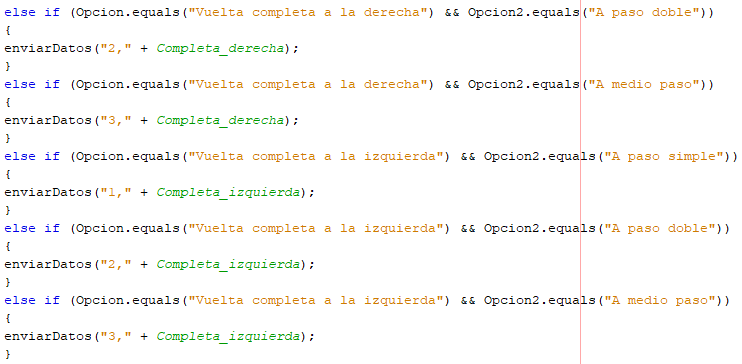 else if (Opcion.equals("Vuelta completa a la derecha") && Opcion2.equals("A paso doble"))
{
enviarDatos("2," + Completa_derecha);
}
else if (Opcion.equals("Vuelta completa a la derecha") && Opcion2.equals("A medio paso"))
{
enviarDatos("3," + Completa_derecha);
}
else if (Opcion.equals("Vuelta completa a la izquierda") && Opcion2.equals("A paso simple"))
{
enviarDatos("1," + Completa_izquierda);
}
else if (Opcion.equals("Vuelta completa a la izquierda") && Opcion2.equals("A paso doble"))
{
enviarDatos("2," + Completa_izquierda);
}
else if (Opcion.equals("Vuelta completa a la izquierda") && Opcion2.equals("A medio paso"))
{
enviarDatos("3," + Completa_izquierda);
}